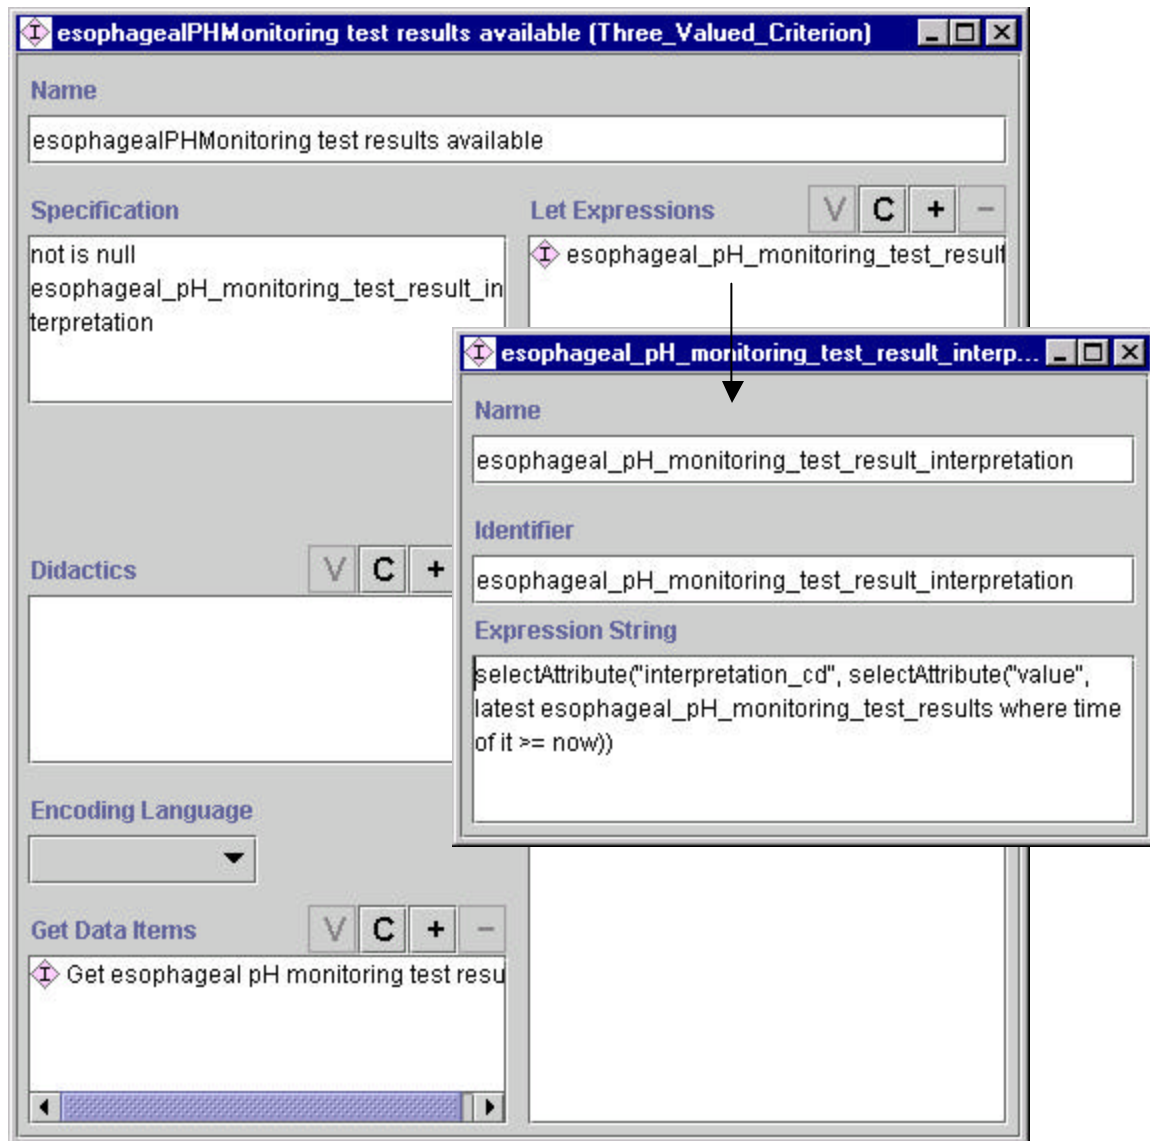 esophagealPHMonitoring test results available (Three_Valued_Criterion)
Name
esophagealPHMonitoring test results available
Specification
not is null
esophageal_pH_monitoring_test_result_in
terpretation
Let Expressions
V C + −
esophageal_pH_monitoring_test_result
esophageal_pH_monitoring_test_result_interp...
Name
esophageal_pH_monitoring_test_result_interpretation
Identifier
esophageal_pH_monitoring_test_result_interpretation
Expression String
selectAttribute("interpretation_cd", selectAttribute("value",
latest esophageal_pH_monitoring_test_results where time
of it >= now))
Didactics
V C +
Encoding Language
Get Data Items
V C + −
Get esophageal pH monitoring test resu